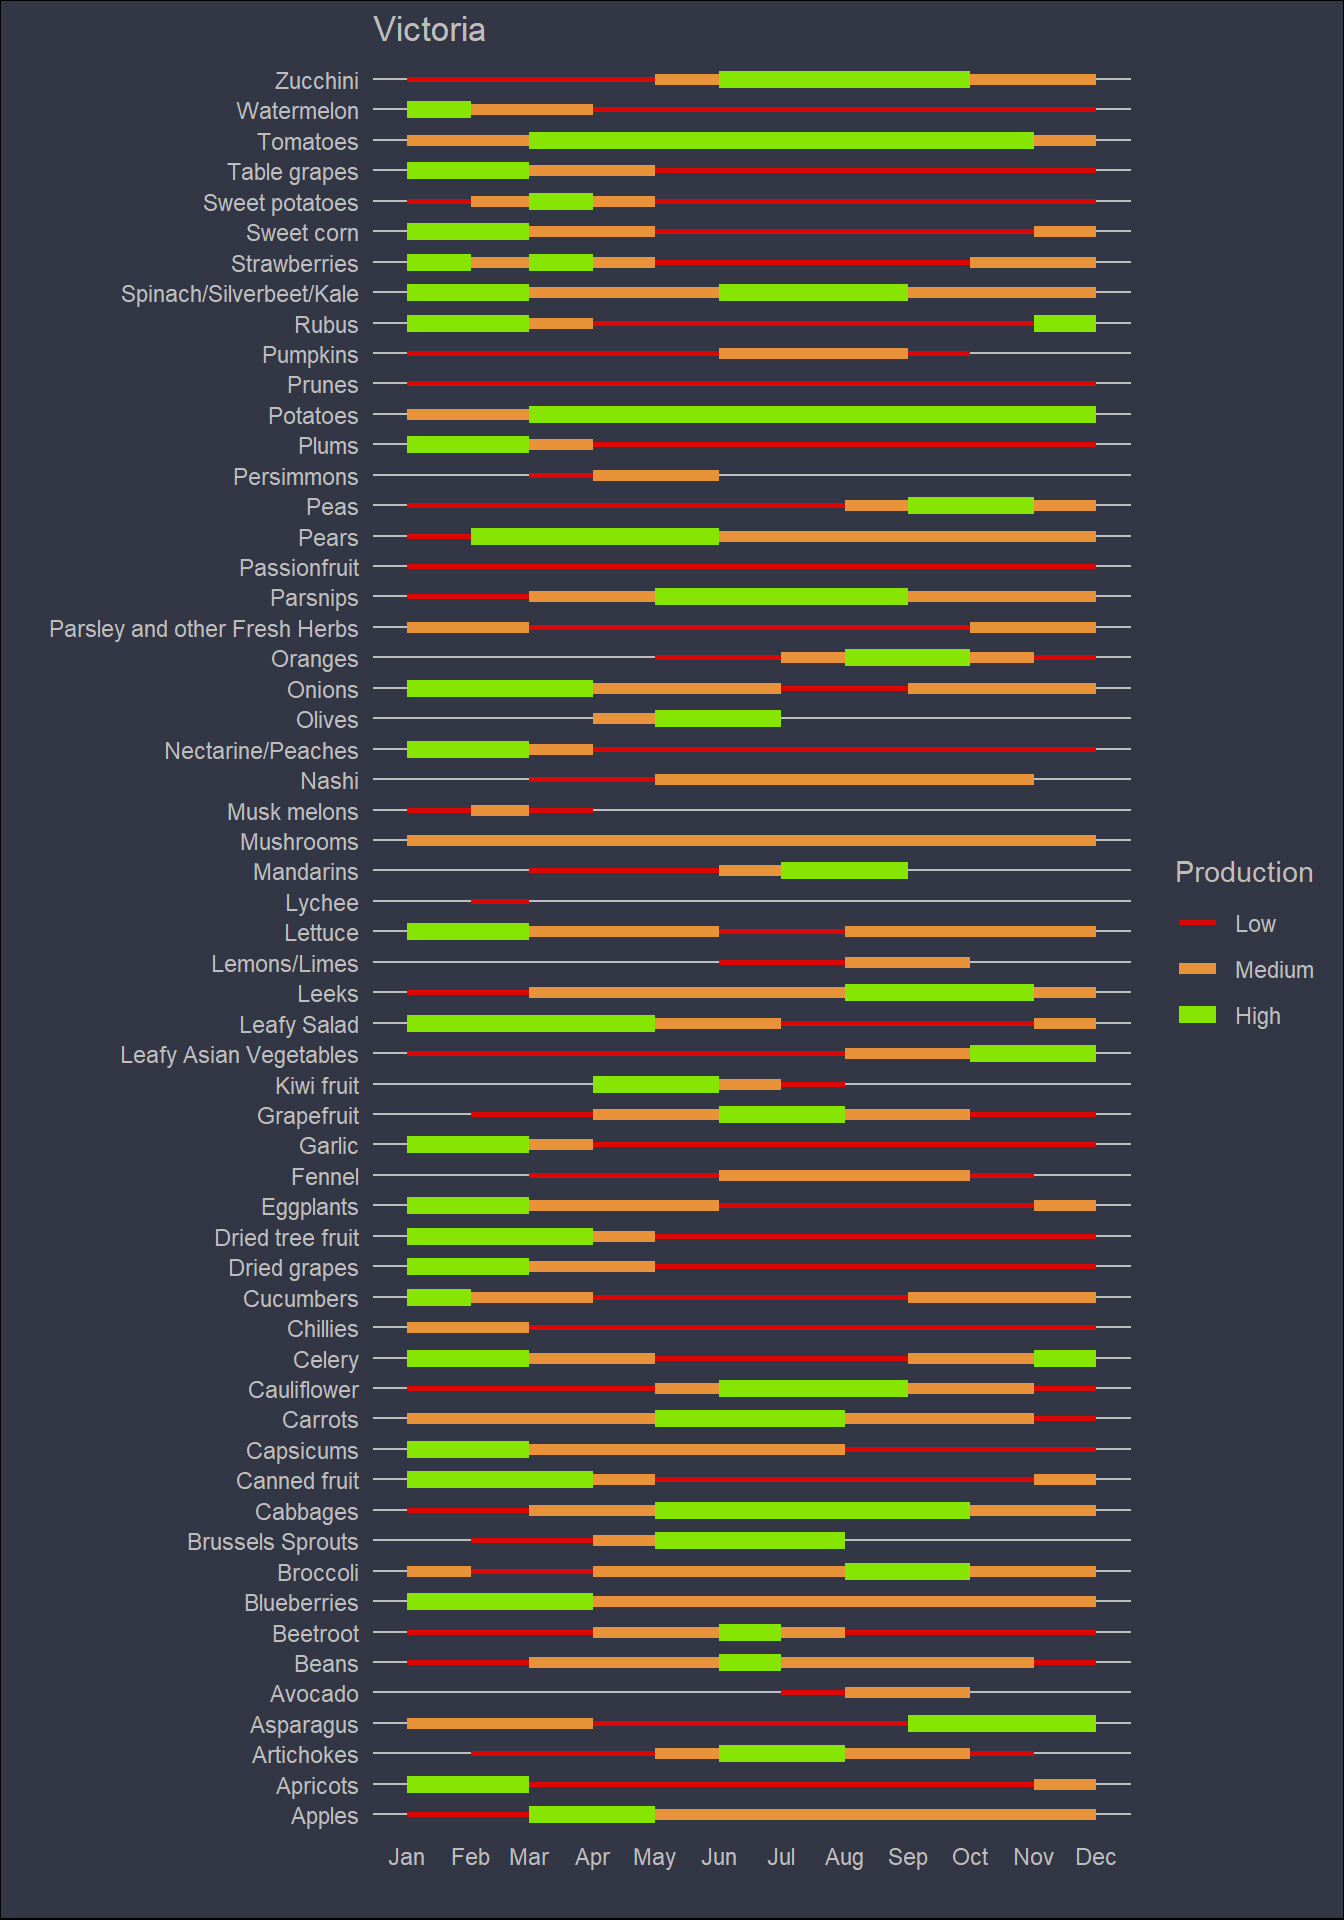 Victoria
Zucchini
Watermelon
Tomatoes
Table grapes
Sweet potatoes
Sweet corn
Strawberries
Spinach/Silverbeet/Kale
Rubus
Pumpkins
Prunes
Potatoes
Plums
Persimmons
Peas
Pears
Passionfruit
Parsnips
Parsley and other Fresh Herbs
Oranges
Onions
Olives
Nectarine/Peaches
Nashi
Musk melons
Mushrooms
Mandarins
Lychee
Lettuce
Lemons/Limes
Leeks
Leafy Salad
Leafy Asian Vegetables
Kiwi fruit
Grapefruit
Garlic
Fennel
Eggplants
Dried tree fruit
Dried grapes
Cucumbers
Chillies
Celery
Cauliflower
Carrots
Capsicums
Canned fruit
Cabbages
Brussels Sprouts
Broccoli
Blueberries
Beetroot
Beans
Avocado
Asparagus
Artichokes
Apricots
Apples
Jan Feb Mar Apr May Jun Jul Aug Sep Oct Nov Dec
Production
Low
Medium
High